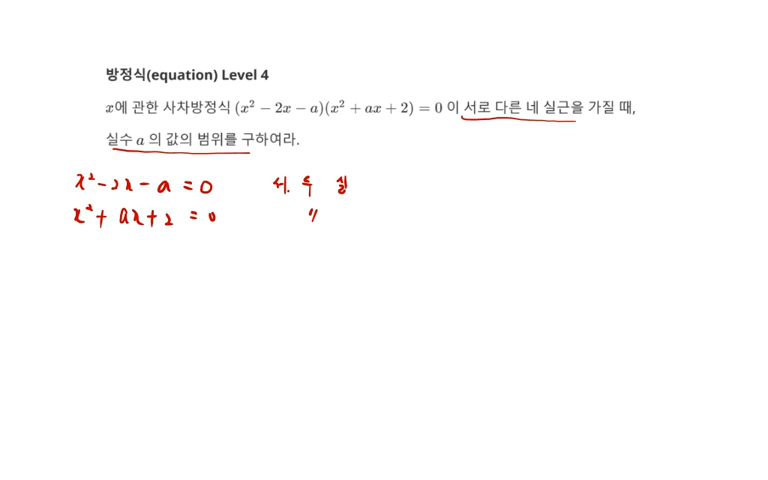 방정식(equation) Level 4
x에 관한 사차방정식 (x² − 2x − a)(x² + ax + 2) = 0 이 서로 다른 네 실근을 가질 때,
실수 a 의 값의 범위를 구하여라.
x² - 2x - a = 0 서. 두 실
x² + ax + 2 = 0 〃